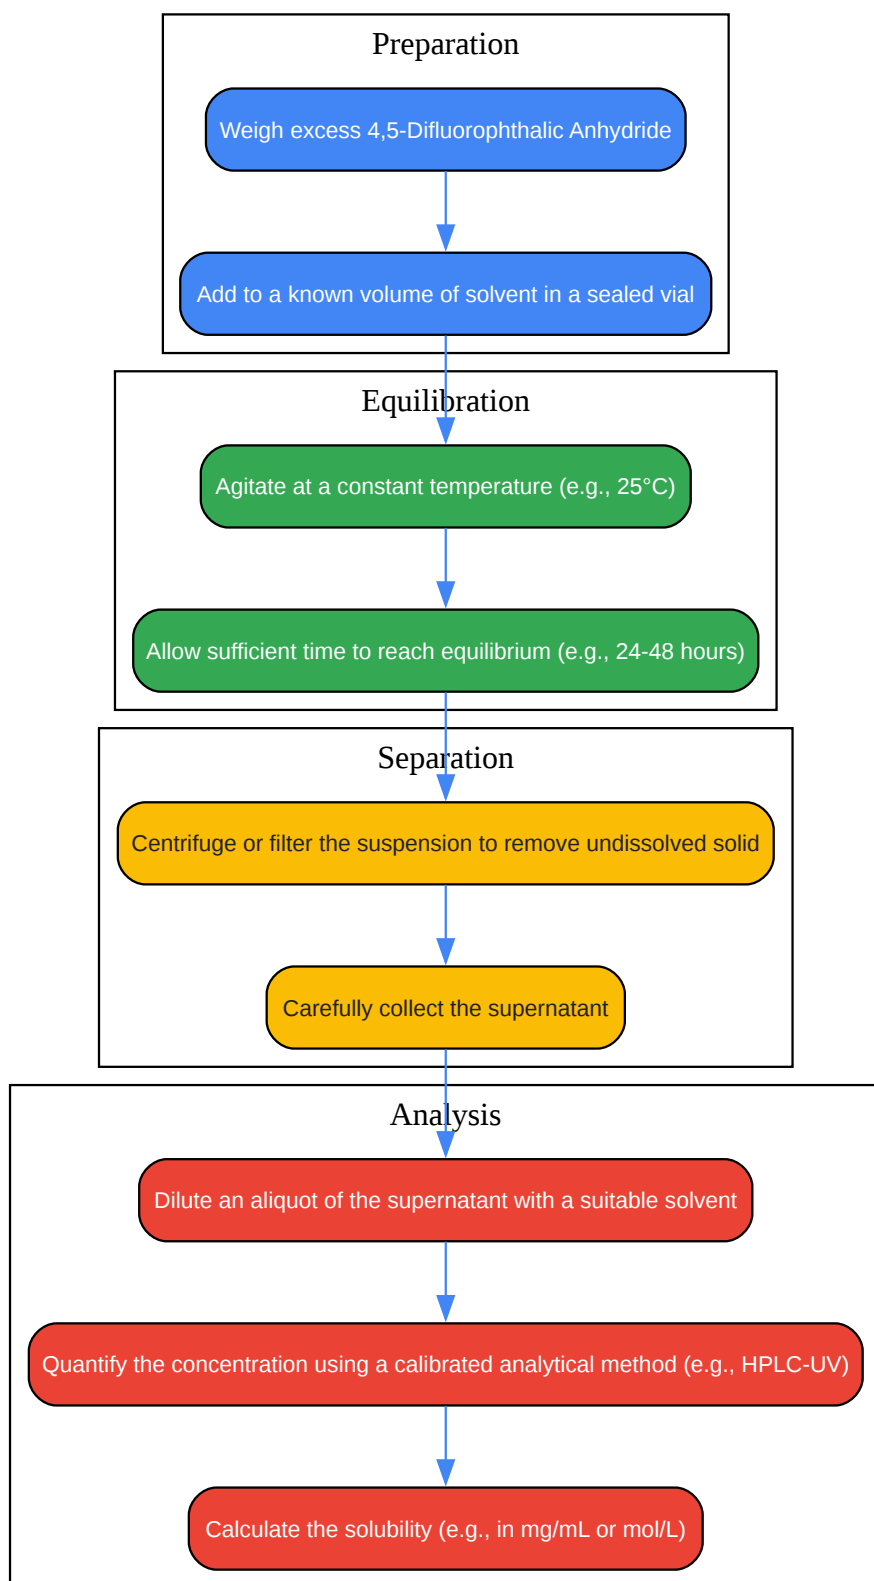 Preparation
Weigh excess 4,5-Difluorophthalic Anhydride
Add to a known volume of solvent in a sealed vial
Equilibration
Agitate at a constant temperature (e.g., 25°C)
Allow sufficient time to reach equilibrium (e.g., 24-48 hours)
Separation
Centrifuge or filter the suspension to remove undissolved solid
Carefully collect the supernatant
Analysis
Dilute an aliquot of the supernatant with a suitable solvent
Quantify the concentration using a calibrated analytical method (e.g., HPLC-UV)
Calculate the solubility (e.g., in mg/mL or mol/L)